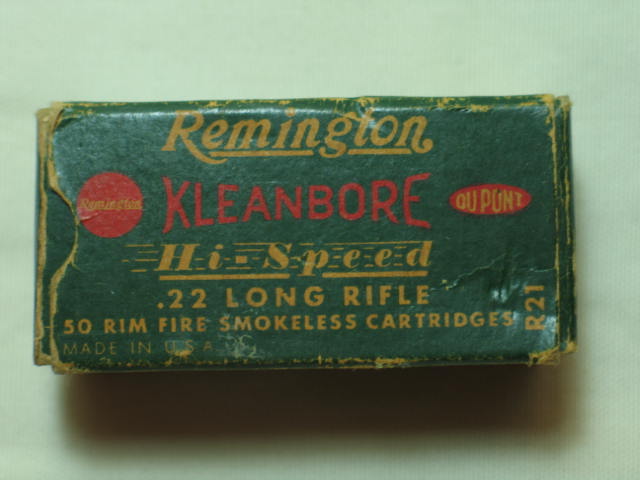 Remington
Remington
KLEANBORE
DU PONT
Hi-Speed
.22 LONG RIFLE
50 RIM FIRE SMOKELESS CARTRIDGES
R21
MADE IN U.S.A.